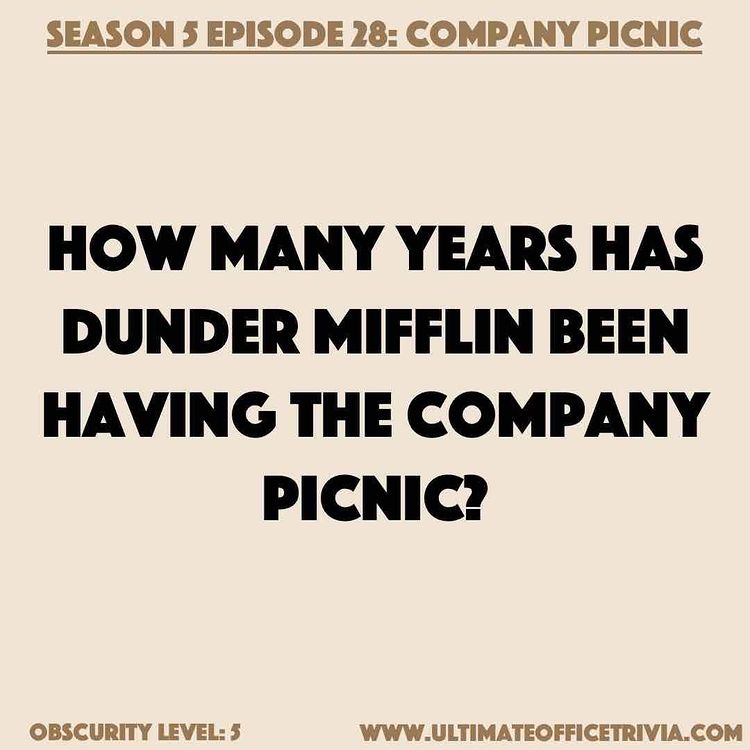 SEASON 5 EPISODE 28: COMPANY PICNIC
HOW MANY YEARS HAS
DUNDER MIFFLIN BEEN
HAVING THE COMPANY
PICNIC?
OBSCURITY LEVEL: 5
WWW.ULTIMATEOFFICETRIVIA.COM